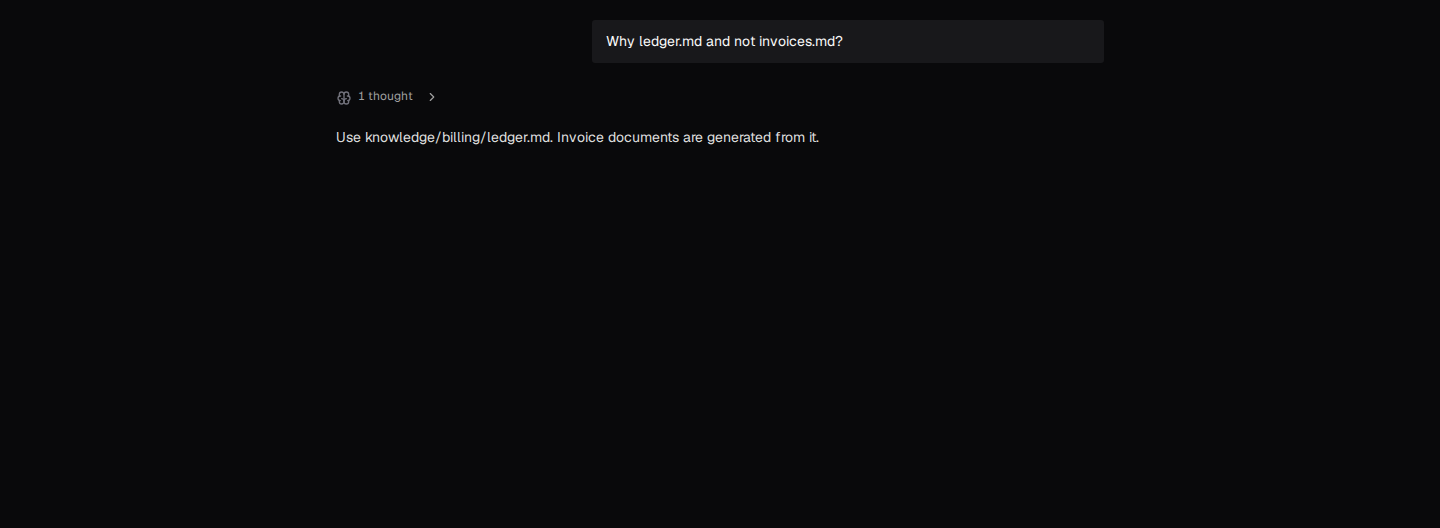 Why ledger.md and not invoices.md?
1 thought
Use knowledge/billing/ledger.md. Invoice documents are generated from it.